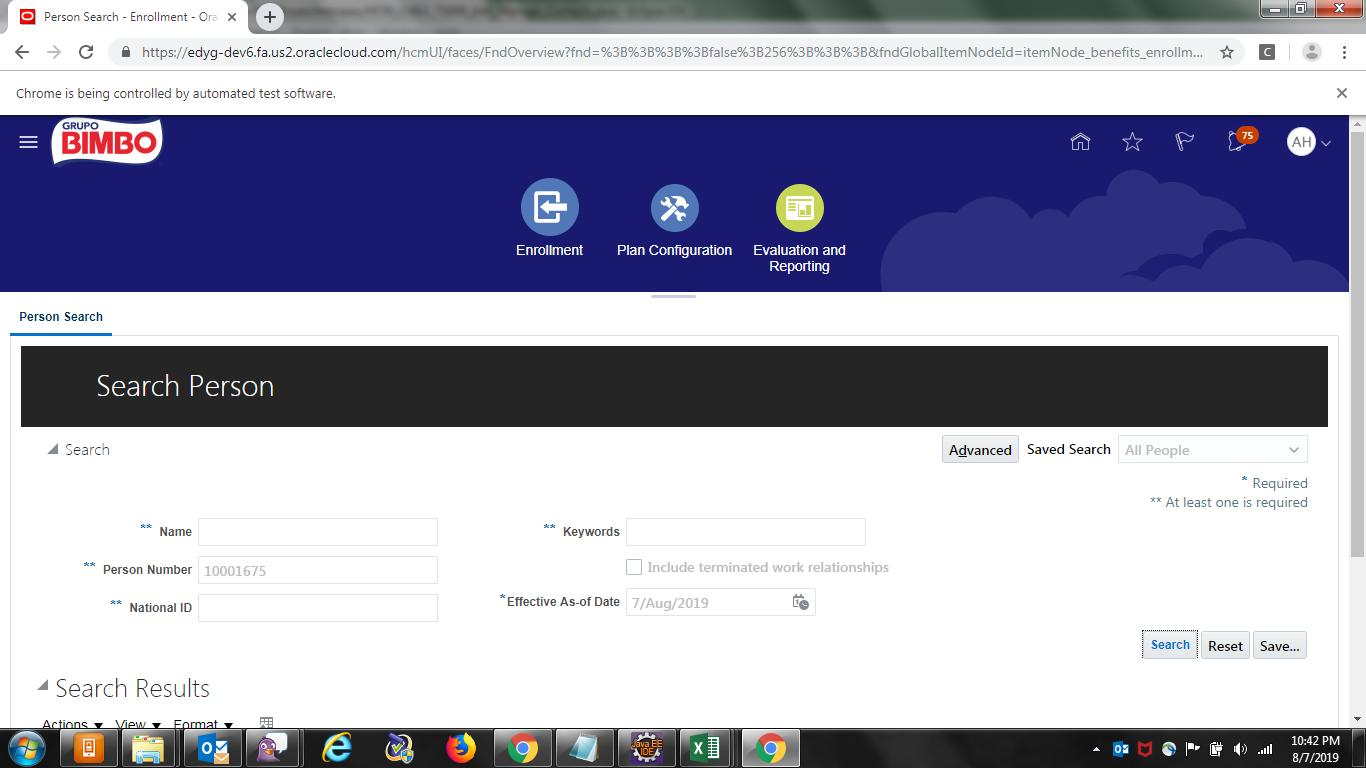 Person Search - Enrollment - Ora
https://edyg-dev6.fa.us2.oraclecloud.com/hcmUI/faces/FndOverview?fnd=%3B%3B%3B%3Bfalse%3B256%3B%3B%3B&fndGlobalItemNodeId=itemNode_benefits_enrollm...
C
Chrome is being controlled by automated test software.
GRUPO
BIMBO
75
AH
Enrollment
Plan Configuration
Evaluation and
Reporting
Person Search
Search Person
Search
Advanced
Saved Search
All People
* Required
** At least one is required
** Name
** Keywords
** Person Number 10001675
Include terminated work relationships
** National ID
*Effective As-of Date 7/Aug/2019
Search
Reset
Save...
Search Results
Actions
View
Format
Java EE
IDE
10:42 PM
8/7/2019